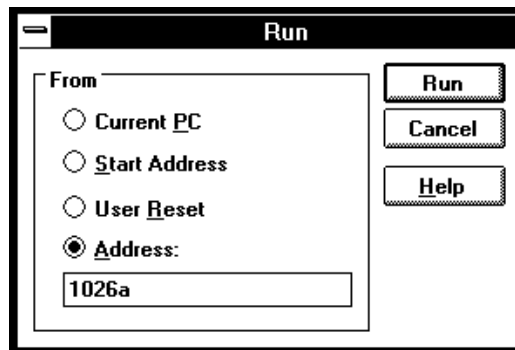 Run
From
Current PC
Start Address
User Reset
Address:
1026a
Run
Cancel
Help